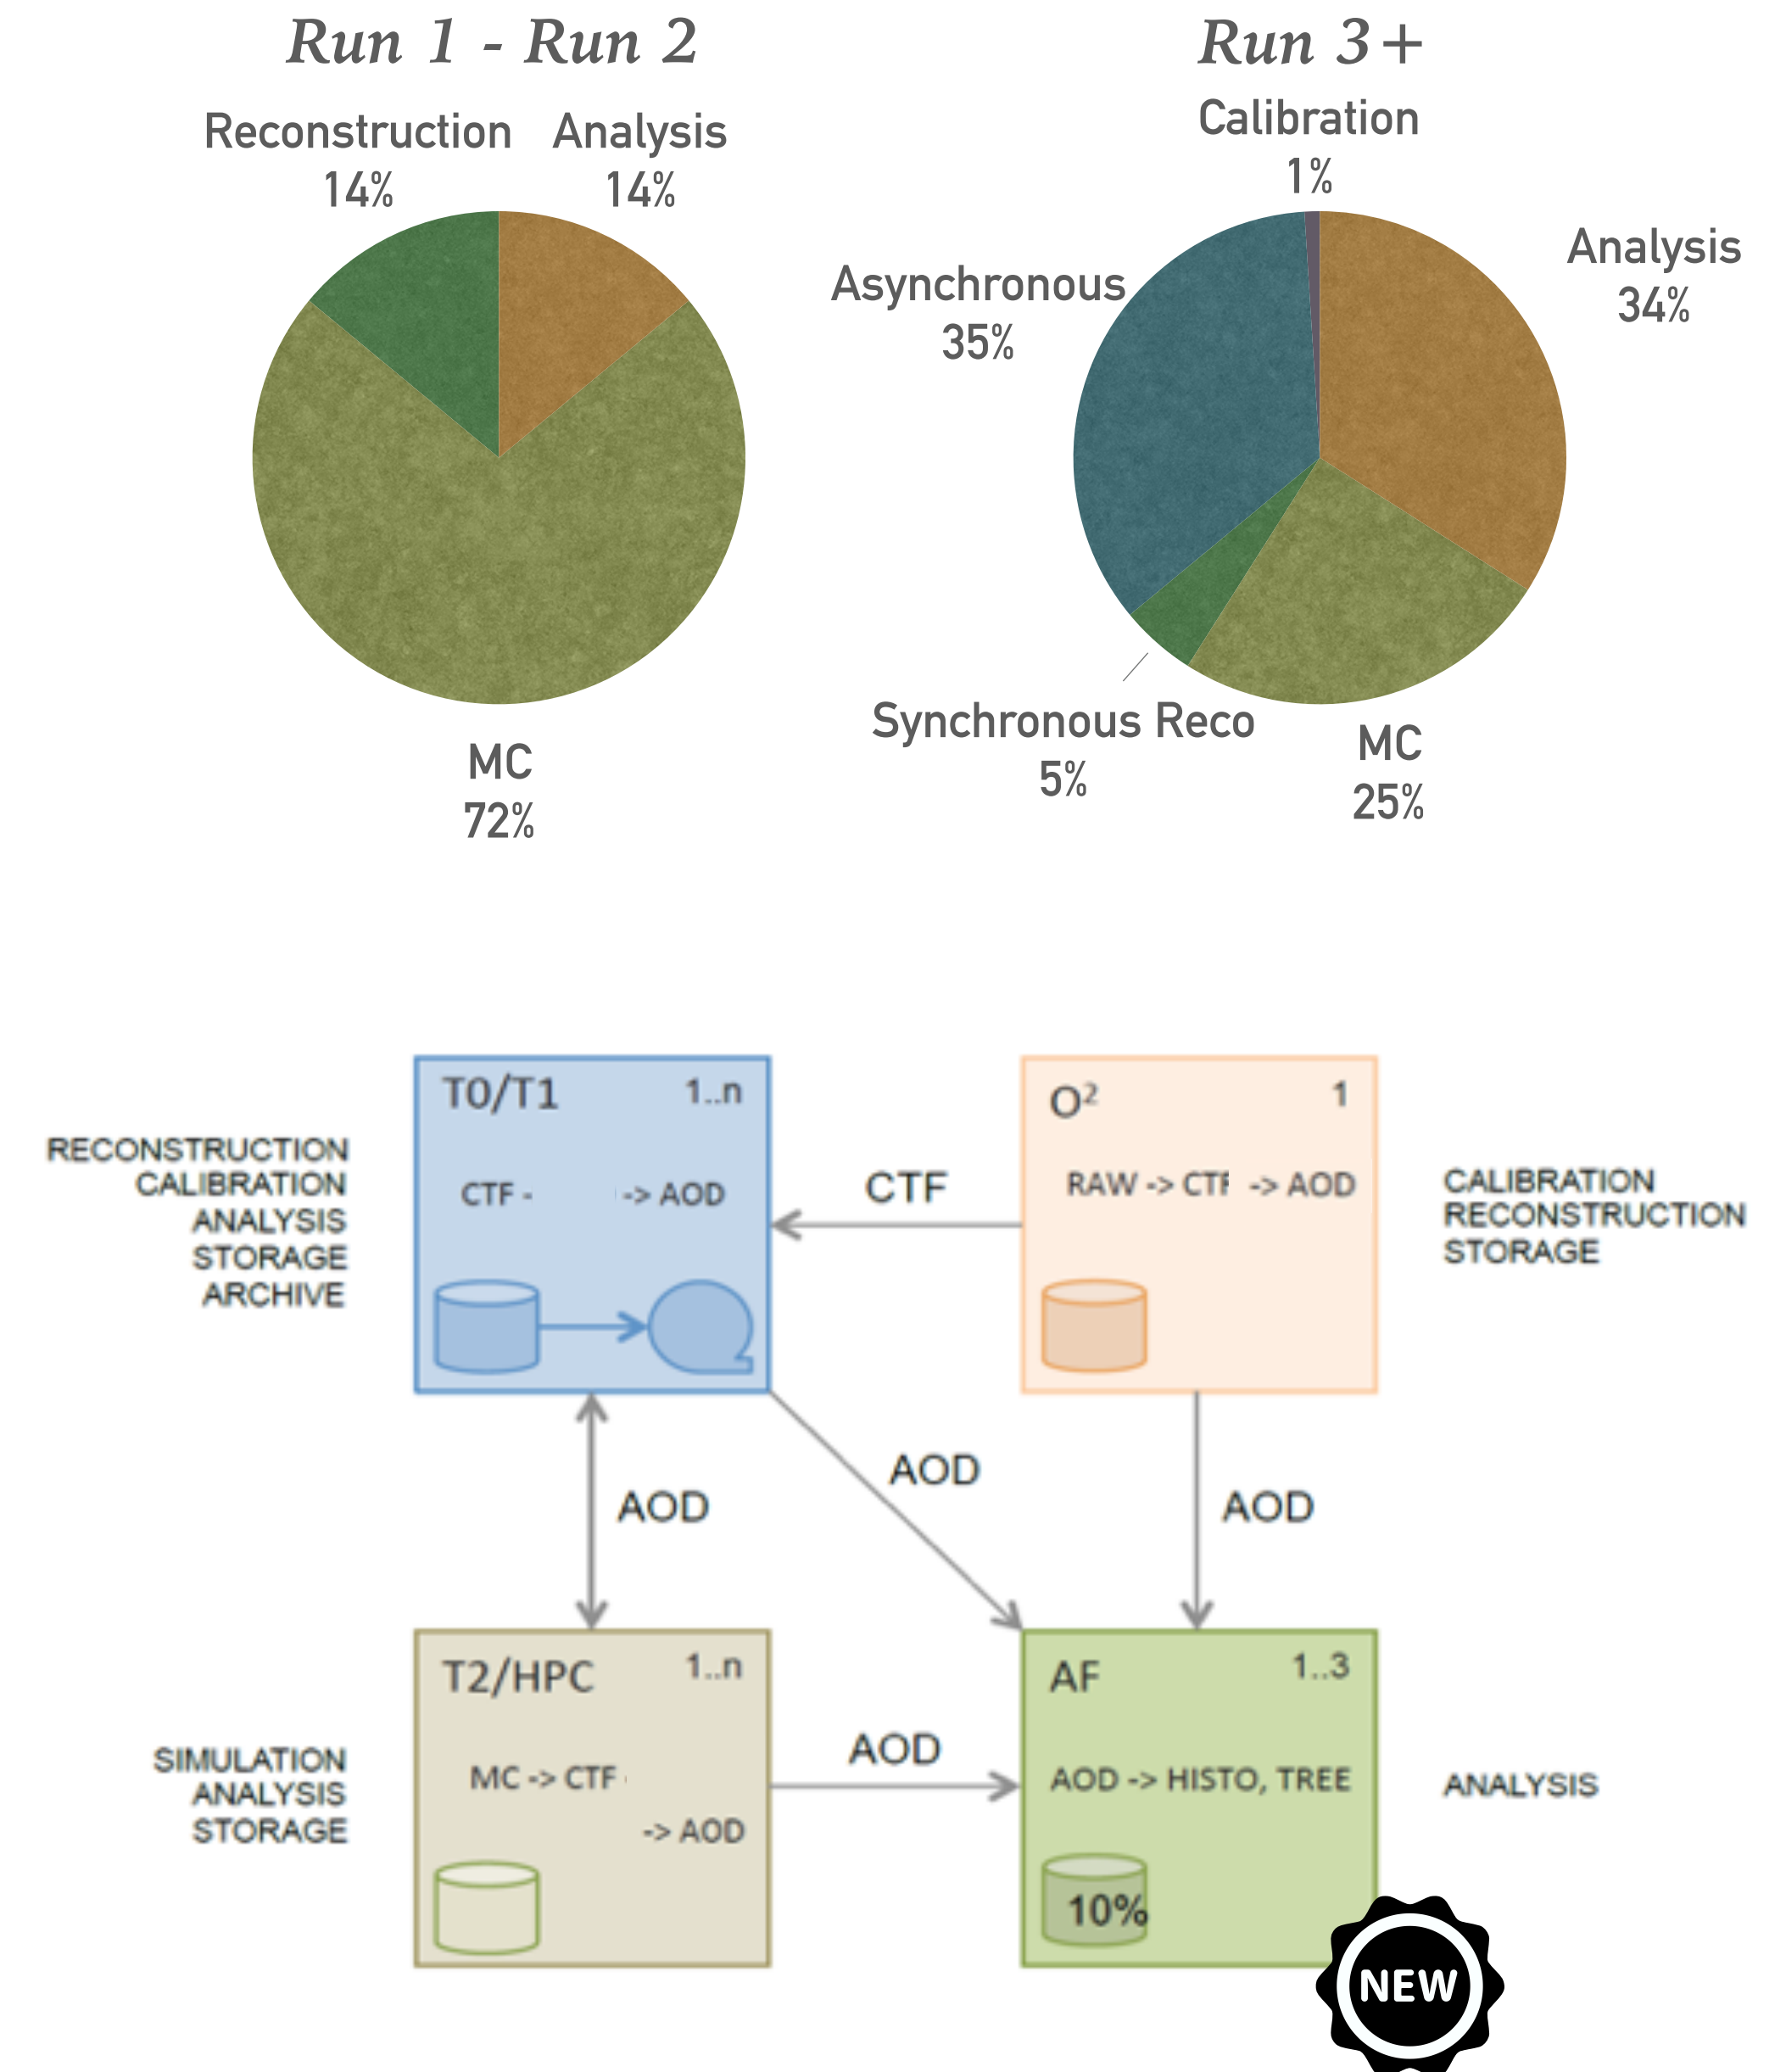 Run 1 - Run 2
Reconstruction
14%
Analysis
14%
MC
72%
Run 3+
Calibration
1%
Analysis
34%
Asynchronous
35%
Synchronous Reco
5%
MC
25%
RECONSTRUCTION
CALIBRATION
ANALYSIS
STORAGE
ARCHIVE
T0/T1
1..n
CTF -
-> AOD
CTF
O²
1
RAW -> CTF
-> AOD
CALIBRATION
RECONSTRUCTION
STORAGE
AOD
AOD
AOD
SIMULATION
ANALYSIS
STORAGE
T2/HPC
1..n
MC -> CTF
-> AOD
AOD
AF
1..3
AOD -> HISTO, TREE
10%
ANALYSIS
NEW